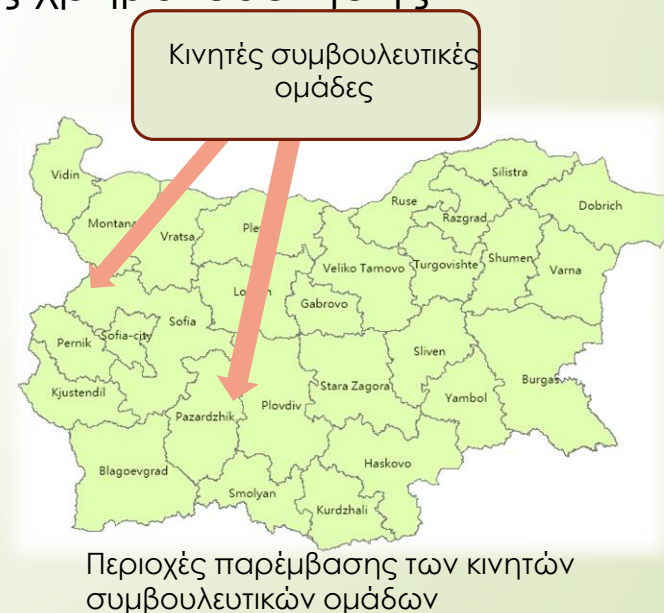 Κινητές συμβουλευτικές
ομάδες
Vidin
Montana
Vratsa
Ruse
Silistra
Razgrad
Dobrich
Veliko Tarnovo
Turgovishte
Shumen
Varna
Gabrovo
Sofia
Sofia-city
Pernik
Sliven
Burgas
Kjustendil
Stara Zagora
Yambol
Pazardzhik
Plovdiv
Blagoevgrad
Haskovo
Smolyan
Kurdzhali
Περιοχές παρέμβασης των κινητών
συμβουλευτικών ομάδων